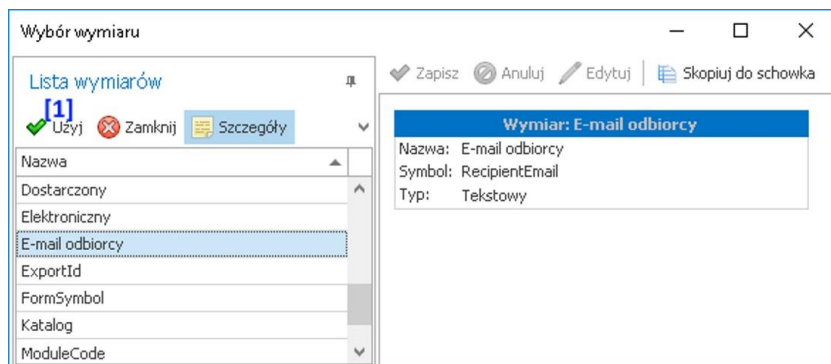 Wybór wymiaru
Lista wymiarów
[1]
Użyj Zamknij Szczegóły
Nazwa
Dostarczony
Elektroniczny
E-mail odbiorcy
ExportId
FormSymbol
Katalog
ModuleCode
Zapisz Anuluj Edytuj Skopiuj do schowka
Wymiar: E-mail odbiorcy
Nazwa: E-mail odbiorcy
Symbol: RecipientEmail
Typ: Tekstowy